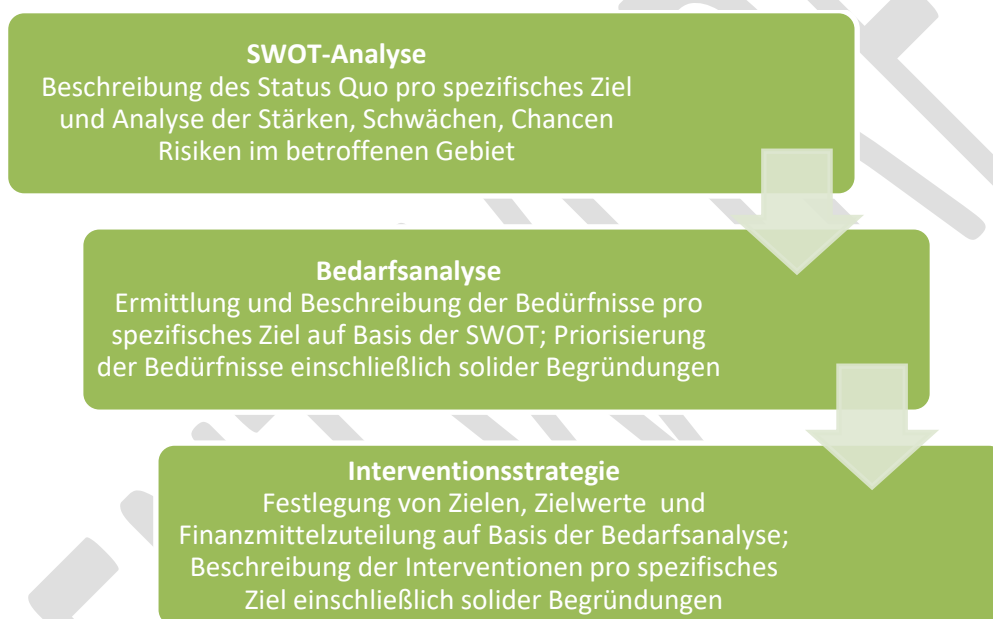 SWOT-Analyse
Beschreibung des Status Quo pro spezifisches Ziel
und Analyse der Stärken, Schwächen, Chancen
Risiken im betroffenen Gebiet
Bedarfsanalyse
Ermittlung und Beschreibung der Bedürfnisse pro
spezifisches Ziel auf Basis der SWOT; Priorisierung
der Bedürfnisse einschließlich solider Begründungen
Interventionsstrategie
Festlegung von Zielen, Zielwerte und
Finanzmittelzuteilung auf Basis der Bedarfsanalyse;
Beschreibung der Interventionen pro spezifisches
Ziel einschließlich solider Begründungen